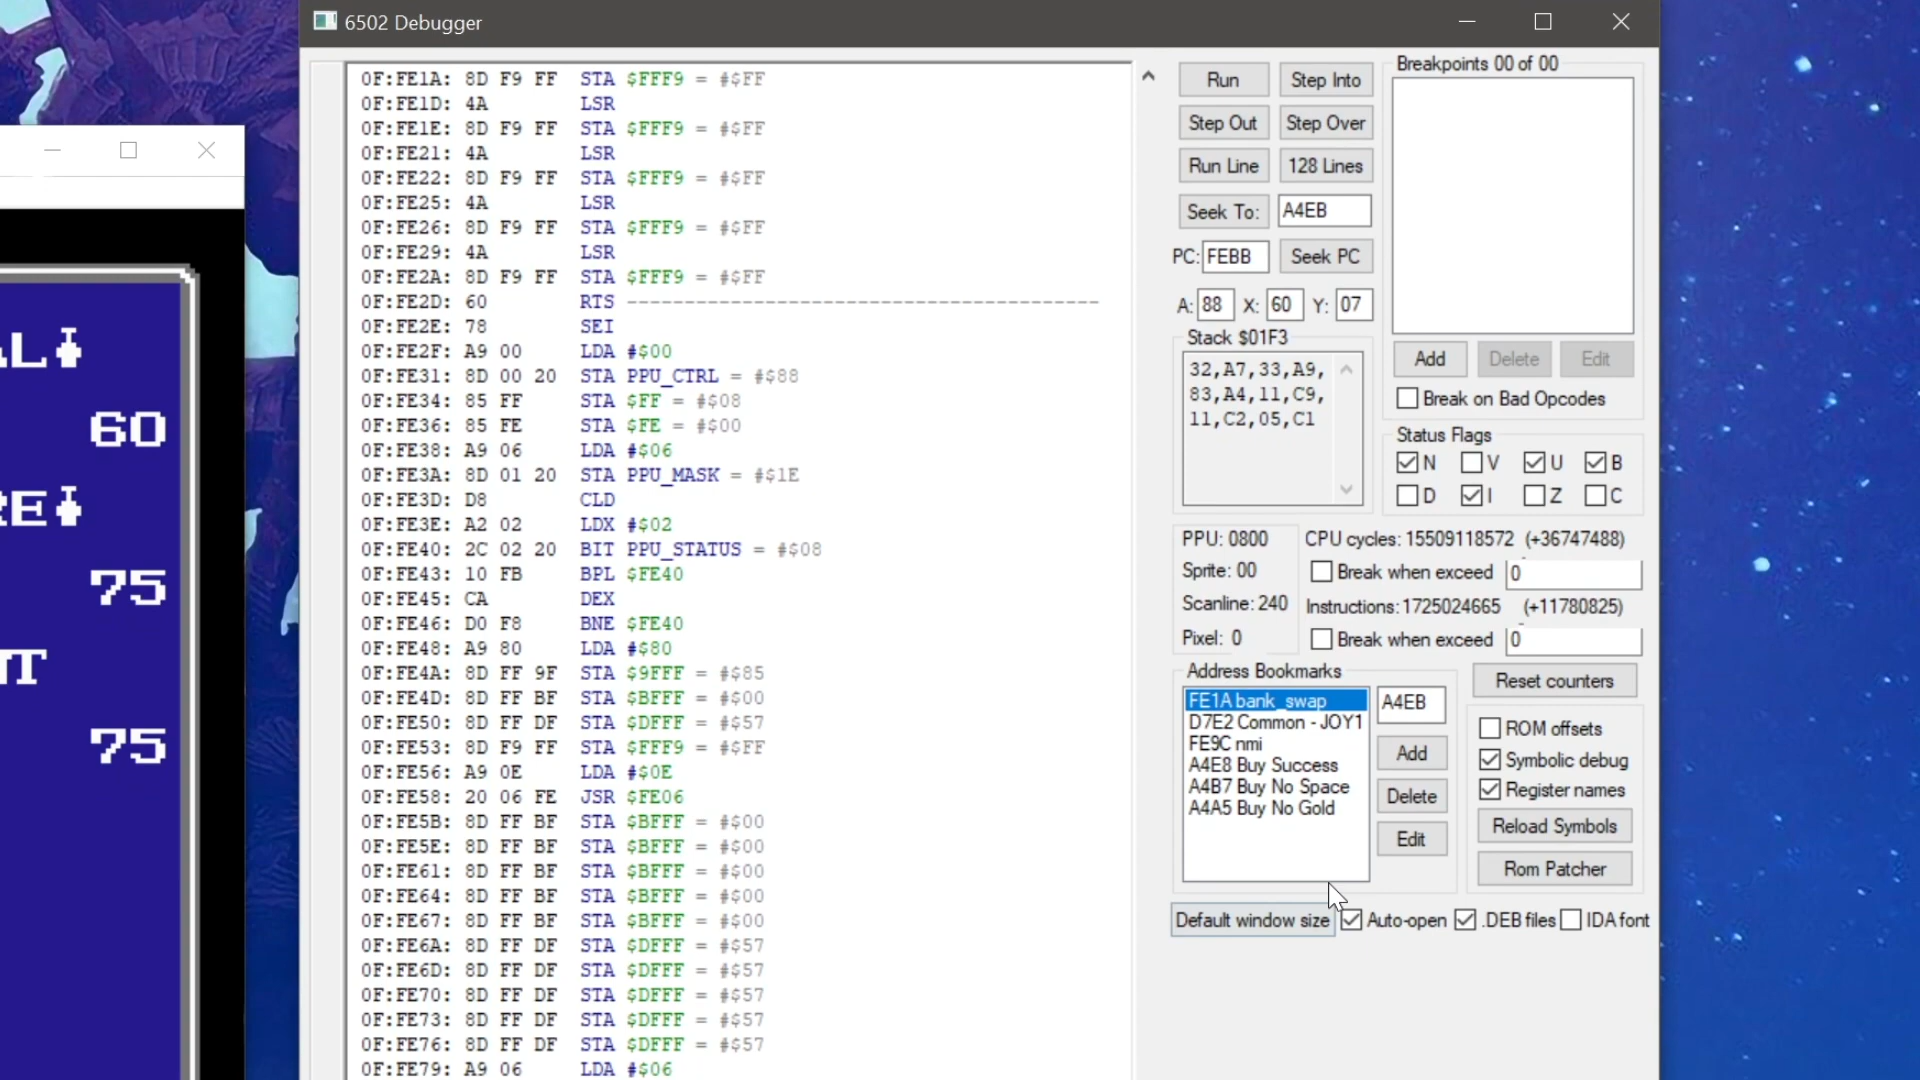 6502 Debugger
0F:FE1A: 8D F9 FF STA $FFF9 = #$FF
0F:FE1D: 4A LSR
0F:FE1E: 8D F9 FF STA $FFF9 = #$FF
0F:FE21: 4A LSR
0F:FE22: 8D F9 FF STA $FFF9 = #$FF
0F:FE25: 4A LSR
0F:FE26: 8D F9 FF STA $FFF9 = #$FF
0F:FE29: 4A LSR
0F:FE2A: 8D F9 FF STA $FFF9 = #$FF
0F:FE2D: 60 RTS -----------------------------------------
0F:FE2E: 78 SEI
0F:FE2F: A9 00 LDA #$00
0F:FE31: 8D 00 20 STA PPU_CTRL = #$88
0F:FE34: 85 FF STA $FF = #$08
0F:FE36: 85 FE STA $FE = #$00
0F:FE38: A9 06 LDA #$06
0F:FE3A: 8D 01 20 STA PPU_MASK = #$1E
0F:FE3D: D8 CLD
0F:FE3E: A2 02 LDX #$02
0F:FE40: 2C 02 20 BIT PPU_STATUS = #$08
0F:FE43: 10 FB BPL $FE40
0F:FE45: CA DEX
0F:FE46: D0 F8 BNE $FE40
0F:FE48: A9 80 LDA #$80
0F:FE4A: 8D FF 9F STA $9FFF = #$85
0F:FE4D: 8D FF BF STA $BFFF = #$00
0F:FE50: 8D FF DF STA $DFFF = #$57
0F:FE53: 8D F9 FF STA $FFF9 = #$FF
0F:FE56: A9 0E LDA #$0E
0F:FE58: 20 06 FE JSR $FE06
0F:FE5B: 8D FF BF STA $BFFF = #$00
0F:FE5E: 8D FF BF STA $BFFF = #$00
0F:FE61: 8D FF BF STA $BFFF = #$00
0F:FE64: 8D FF BF STA $BFFF = #$00
0F:FE67: 8D FF BF STA $BFFF = #$00
0F:FE6A: 8D FF DF STA $DFFF = #$57
0F:FE6D: 8D FF DF STA $DFFF = #$57
0F:FE70: 8D FF DF STA $DFFF = #$57
0F:FE73: 8D FF DF STA $DFFF = #$57
0F:FE76: 8D FF DF STA $DFFF = #$57
0F:FE79: A9 06 LDA #$06
Run Step Into
Step Out Step Over
Run Line 128 Lines
Seek To: A4EB
PC: FEBB Seek PC
A: 88 X: 60 Y: 07
Stack $01F3
32,A7,33,A9,
83,A4,11,C9,
11,C2,05,C1
Breakpoints 00 of 00
Add Delete Edit
Break on Bad Opcodes
Status Flags
N V U B
D I Z C
PPU: 0800
Sprite: 00
Scanline: 240
Pixel: 0
CPU cycles: 15509118572 (+36747488)
Break when exceed 0
Instructions: 1725024665 (+11780825)
Break when exceed 0
Address Bookmarks
FE1A bank_swap
D7E2 Common - JOY1
FE9C nmi
A4E8 Buy Success
A4B7 Buy No Space
A4A5 Buy No Gold
A4EB
Add
Delete
Edit
Reset counters
ROM offsets
Symbolic debug
Register names
Reload Symbols
Rom Patcher
Default window size Auto-open .DEB files IDA font
60
75
75